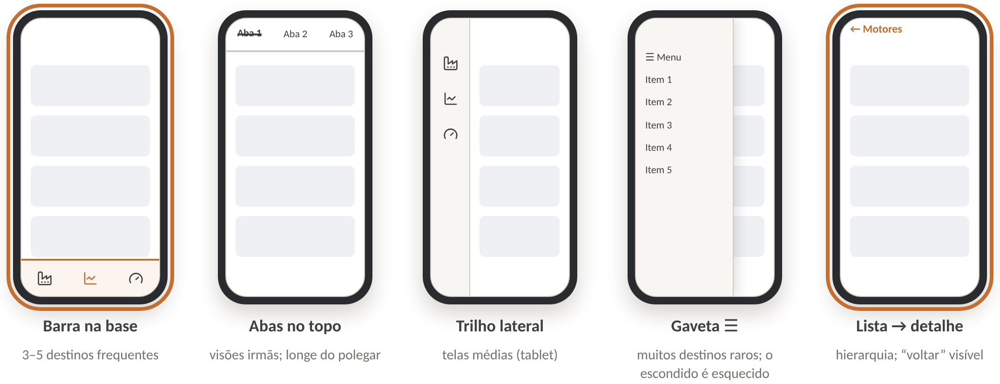 Aba 1 Aba 2 Aba 3
☰ Menu
Item 1
Item 2
Item 3
Item 4
Item 5
← Motores
Barra na base
3–5 destinos frequentes
Abas no topo
visões irmãs; longe do polegar
Trilho lateral
telas médias (tablet)
Gaveta ☰
muitos destinos raros; o
escondido é esquecido
Lista → detalhe
hierarquia; “voltar” visível